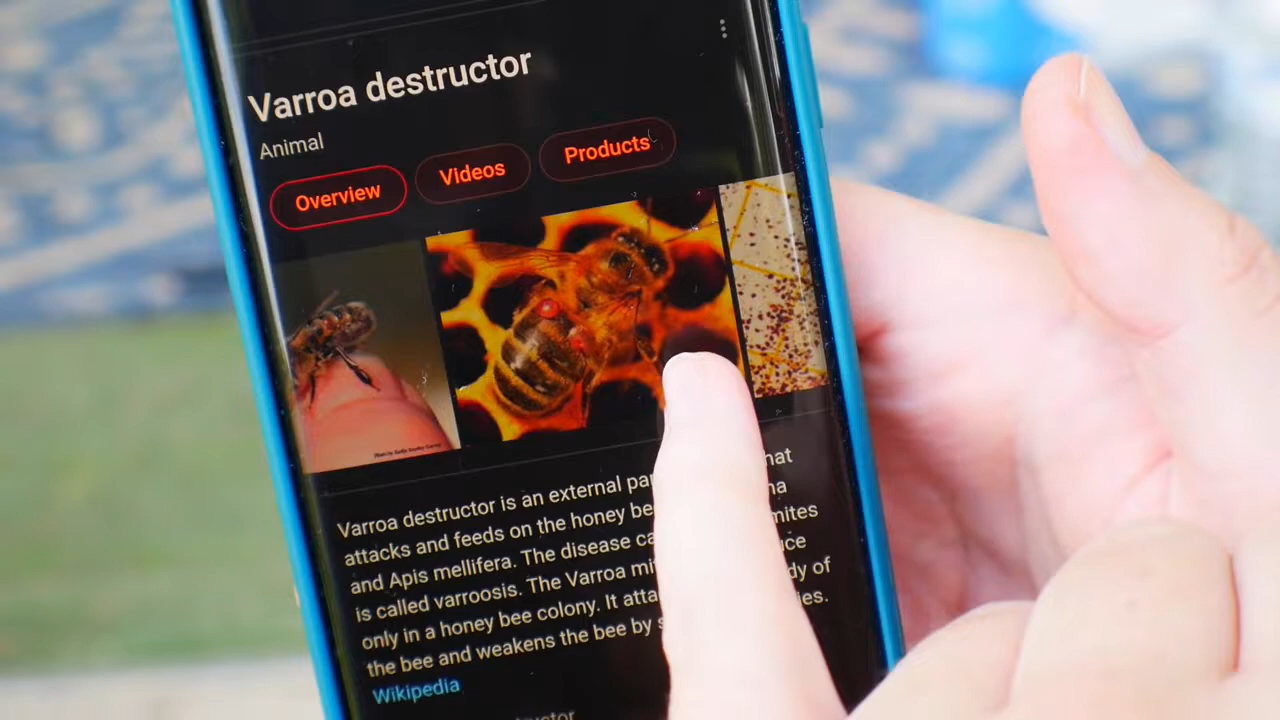 Varroa destructor
Animal
Overview Videos Products
Varroa destructor is an external par hat
attacks and feeds on the honey be na
and Apis mellifera. The disease ca mites
is called varroosis. The Varroa mi uce
only in a honey bee colony. It atta dy of
the bee and weakens the bee by s ies.
Wikipedia